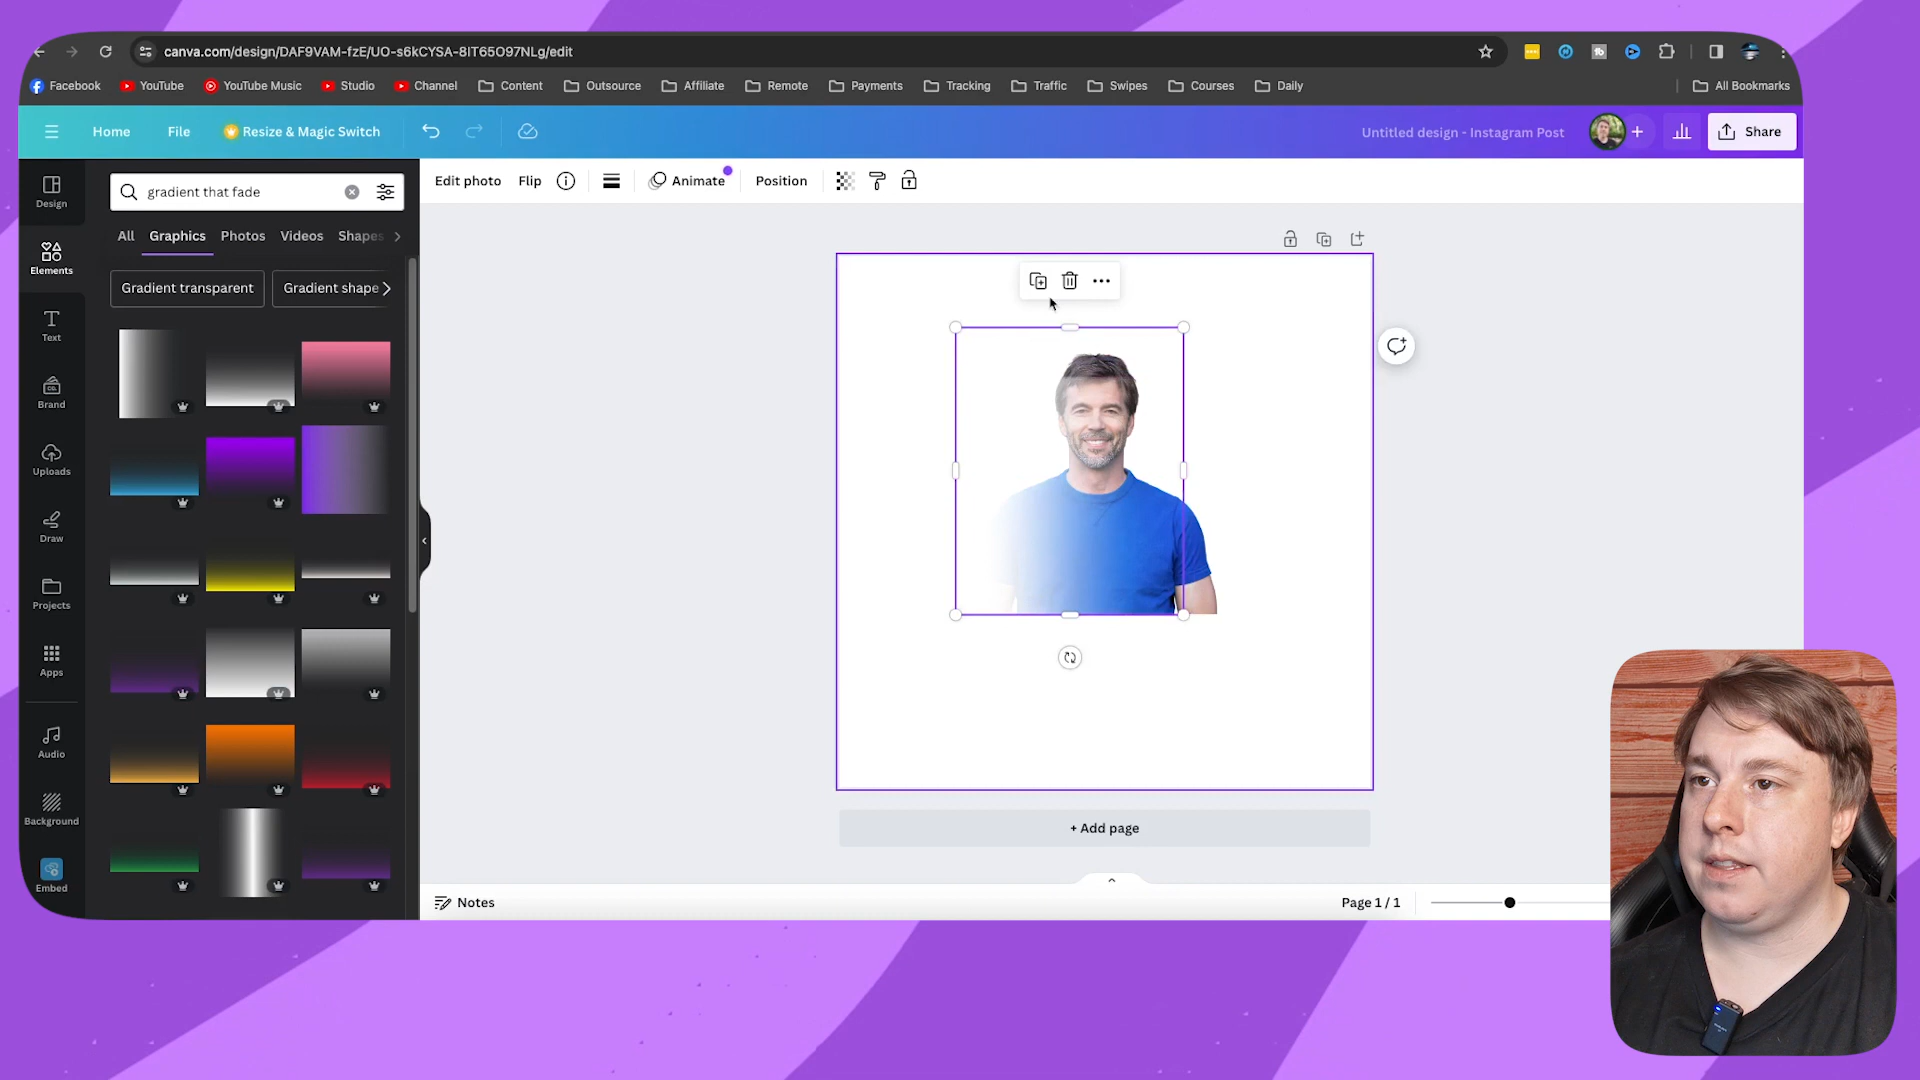 canva.com/design/DAF9VAM-fzE/UO-s6kCYSA-8IT65O97NLg/edit
Facebook YouTube YouTube Music Studio Channel Content Outsource Affiliate Remote Payments Tracking Traffic Swipes Courses Daily All Bookmarks
Home File Resize & Magic Switch Untitled design - Instagram Post Share
Design
Elements
Text
Brand
Uploads
Draw
Projects
Apps
Audio
Background
Embed
gradient that fade
All Graphics Photos Videos Shapes
Gradient transparent Gradient shape
Edit photo Flip Animate Position
+ Add page
Notes Page 1 / 1